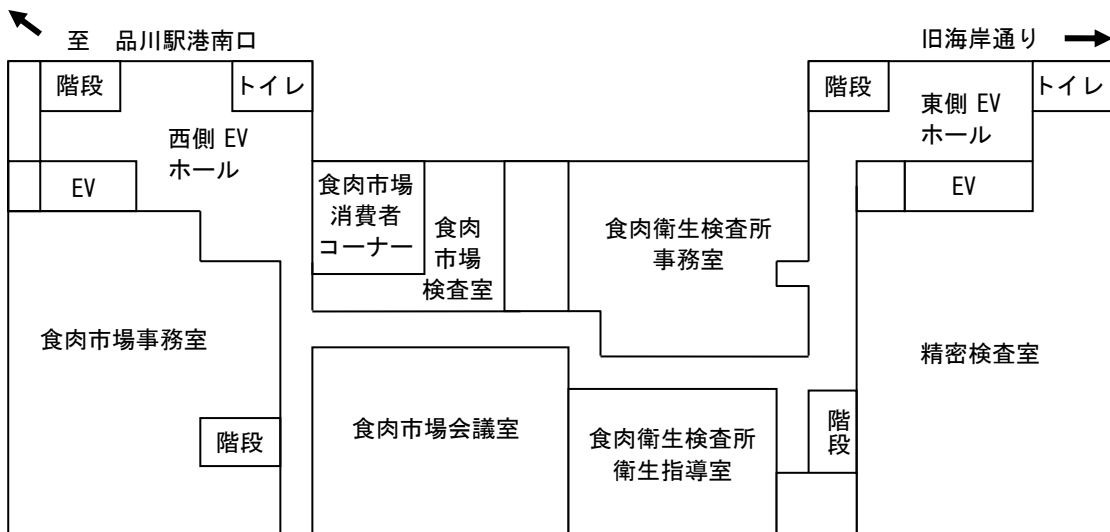 至　品川駅港南口
旧海岸通り
階段
トイレ
階段
トイレ
西側 EV
ホール
東側 EV
ホール
EV
EV
食肉市場
消費者
コーナー
食肉
市場
検査室
食肉衛生検査所
事務室
食肉市場事務室
精密検査室
階段
食肉市場会議室
食肉衛生検査所
衛生指導室
階
段